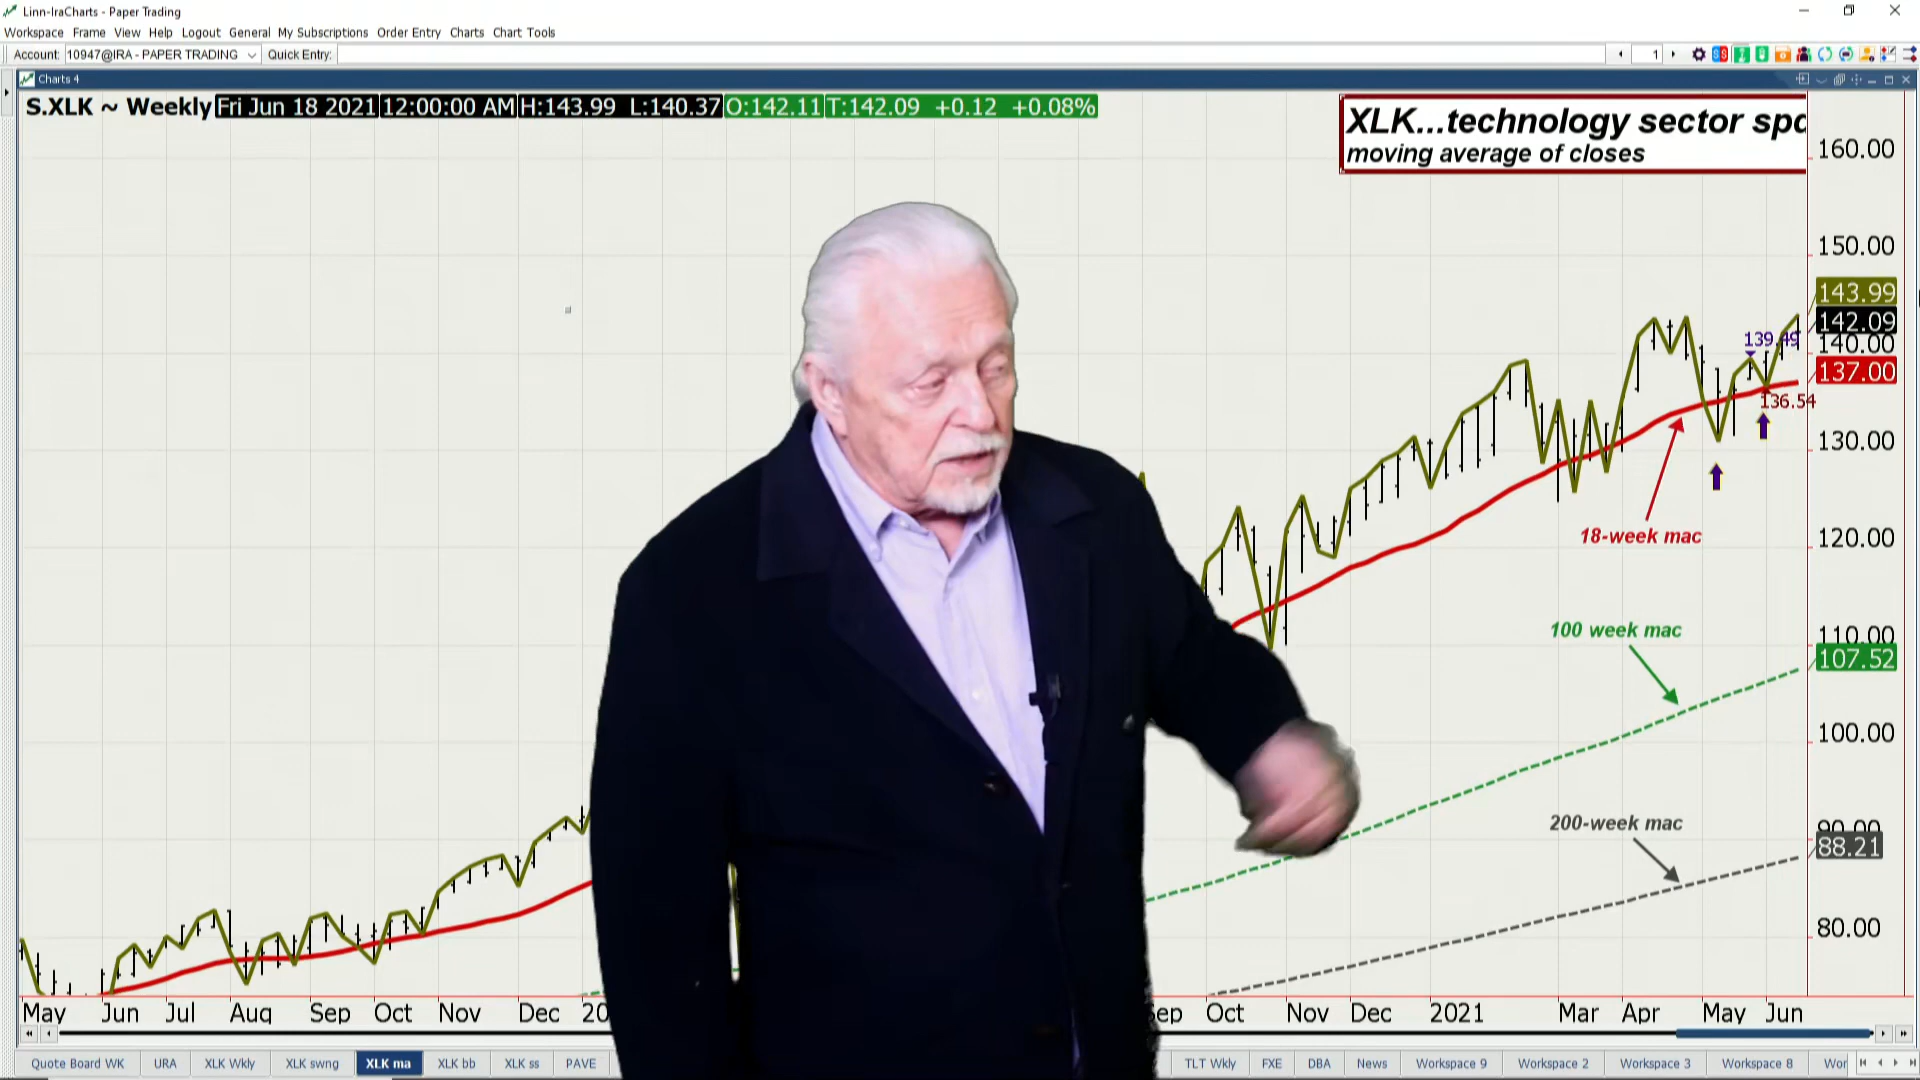 Linn-IraCharts - Paper Trading
Workspace Frame View Help Logout General My Subscriptions Order Entry Charts Chart Tools
Account: 10947@IRA - PAPER TRADING Quick Entry: 1
Charts 4
S.XLK ~ Weekly Fri Jun 18 2021 12:00:00 AM H:143.99 L:140.37 O:142.11 T:142.09 +0.12 +0.08%
XLK...technology sector
moving average of closes
160.00
150.00
143.99
142.09
139.49
140.00
137.00
136.54
130.00
18-week mac
120.00
100 week mac
110.00
107.52
100.00
200-week mac
90.00
88.21
80.00
May Jun Jul Aug Sep Oct Nov Dec 20 Oct Nov Dec 2021 Mar Apr May Jun
Quote Board WK URA XLK Wkly XLK swng XLK ma XLK bb XLK ss PAVE TLT Wkly FXE DBA News Workspace 9 Workspace 2 Workspace 3 Workspace 8